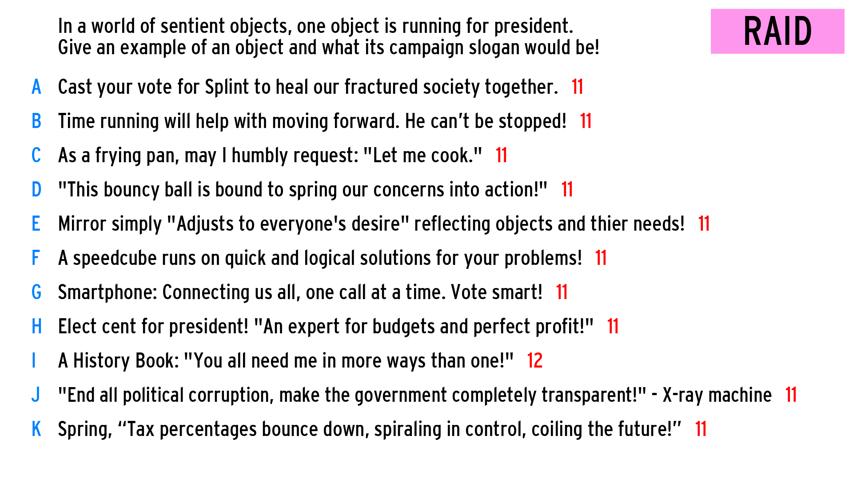 In a world of sentient objects, one object is running for president.
Give an example of an object and what its campaign slogan would be!
RAID
A Cast your vote for Splint to heal our fractured society together. 11
B Time running will help with moving forward. He can’t be stopped! 11
C As a frying pan, may I humbly request: "Let me cook." 11
D "This bouncy ball is bound to spring our concerns into action!" 11
E Mirror simply "Adjusts to everyone's desire" reflecting objects and thier needs! 11
F A speedcube runs on quick and logical solutions for your problems! 11
G Smartphone: Connecting us all, one call at a time. Vote smart! 11
H Elect cent for president! "An expert for budgets and perfect profit!" 11
I A History Book: "You all need me in more ways than one!" 12
J "End all political corruption, make the government completely transparent!" - X-ray machine 11
K Spring, “Tax percentages bounce down, spiraling in control, coiling the future!” 11